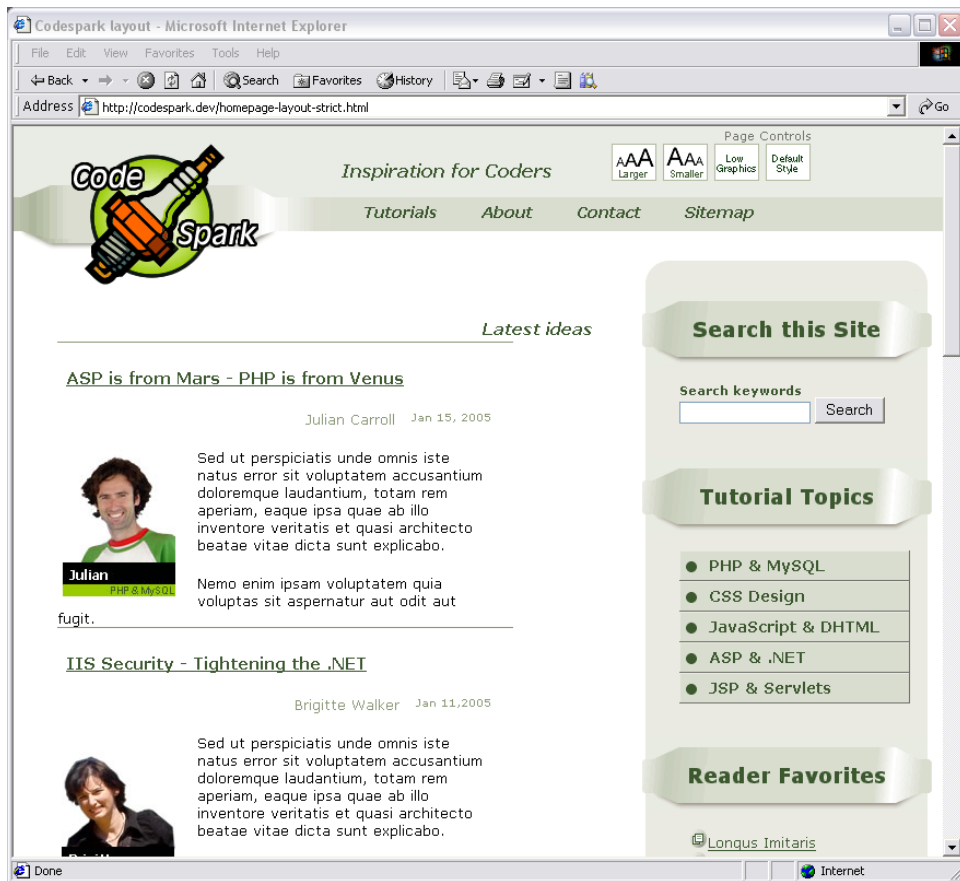 Codespark layout - Microsoft Internet Explorer
File Edit View Favorites Tools Help
Back Search Favorites History
Address http://codespark.dev/homepage-layout-strict.html Go
Page Controls
Code Spark
Inspiration for Coders
AAA Larger
AAA Smaller
Low Graphics
Default Style
Tutorials About Contact Sitemap
Latest ideas
ASP is from Mars - PHP is from Venus
Julian Carroll Jan 15, 2005
Sed ut perspiciatis unde omnis iste
natus error sit voluptatem accusantium
doloremque laudantium, totam rem
aperiam, eaque ipsa quae ab illo
inventore veritatis et quasi architecto
beatae vitae dicta sunt explicabo.
Julian
PHP & MySQL
Nemo enim ipsam voluptatem quia
voluptas sit aspernatur aut odit aut
fugit.
IIS Security - Tightening the .NET
Brigitte Walker Jan 11,2005
Sed ut perspiciatis unde omnis iste
natus error sit voluptatem accusantium
doloremque laudantium, totam rem
aperiam, eaque ipsa quae ab illo
inventore veritatis et quasi architecto
beatae vitae dicta sunt explicabo.
Search this Site
Search keywords
Search
Tutorial Topics
PHP & MySQL
CSS Design
JavaScript & DHTML
ASP & .NET
JSP & Servlets
Reader Favorites
Longus Imitaris
Done Internet